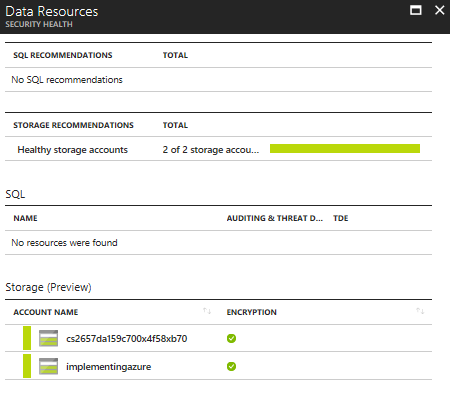 Data Resources
SECURITY HEALTH
SQL RECOMMENDATIONS TOTAL
No SQL recommendations
STORAGE RECOMMENDATIONS TOTAL
Healthy storage accounts 2 of 2 storage accou...
SQL
NAME AUDITING & THREAT D... TDE
No resources were found
Storage (Preview)
ACCOUNT NAME ENCRYPTION
cs2657da159c700x4f58xb70
implementingazure